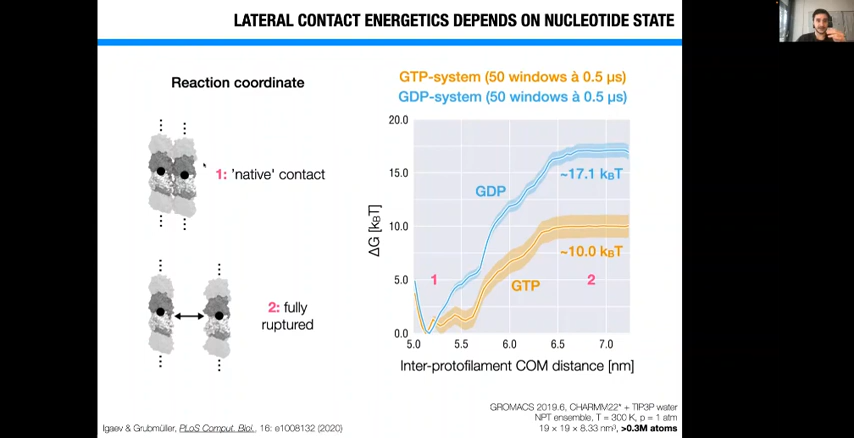 LATERAL CONTACT ENERGETICS DEPENDS ON NUCLEOTIDE STATE
Reaction coordinate
1: 'native' contact
2: fully
ruptured
GTP-system (50 windows à 0.5 µs)
GDP-system (50 windows à 0.5 µs)
20.0
15.0
10.0
5.0
0.0
ΔG [kBT]
GDP
~17.1 kBT
~10.0 kBT
1
GTP
2
5.0
5.5
6.0
6.5
7.0
Inter-protofilament COM distance [nm]
GROMACS 2019.6, CHARMM22* + TIP3P water
NPT ensemble, T = 300 K, p = 1 atm
19 × 19 × 8.33 nm³, >0.3M atoms
Igaev & Grubmüller, PLoS Comput. Biol., 16: e1008132 (2020)